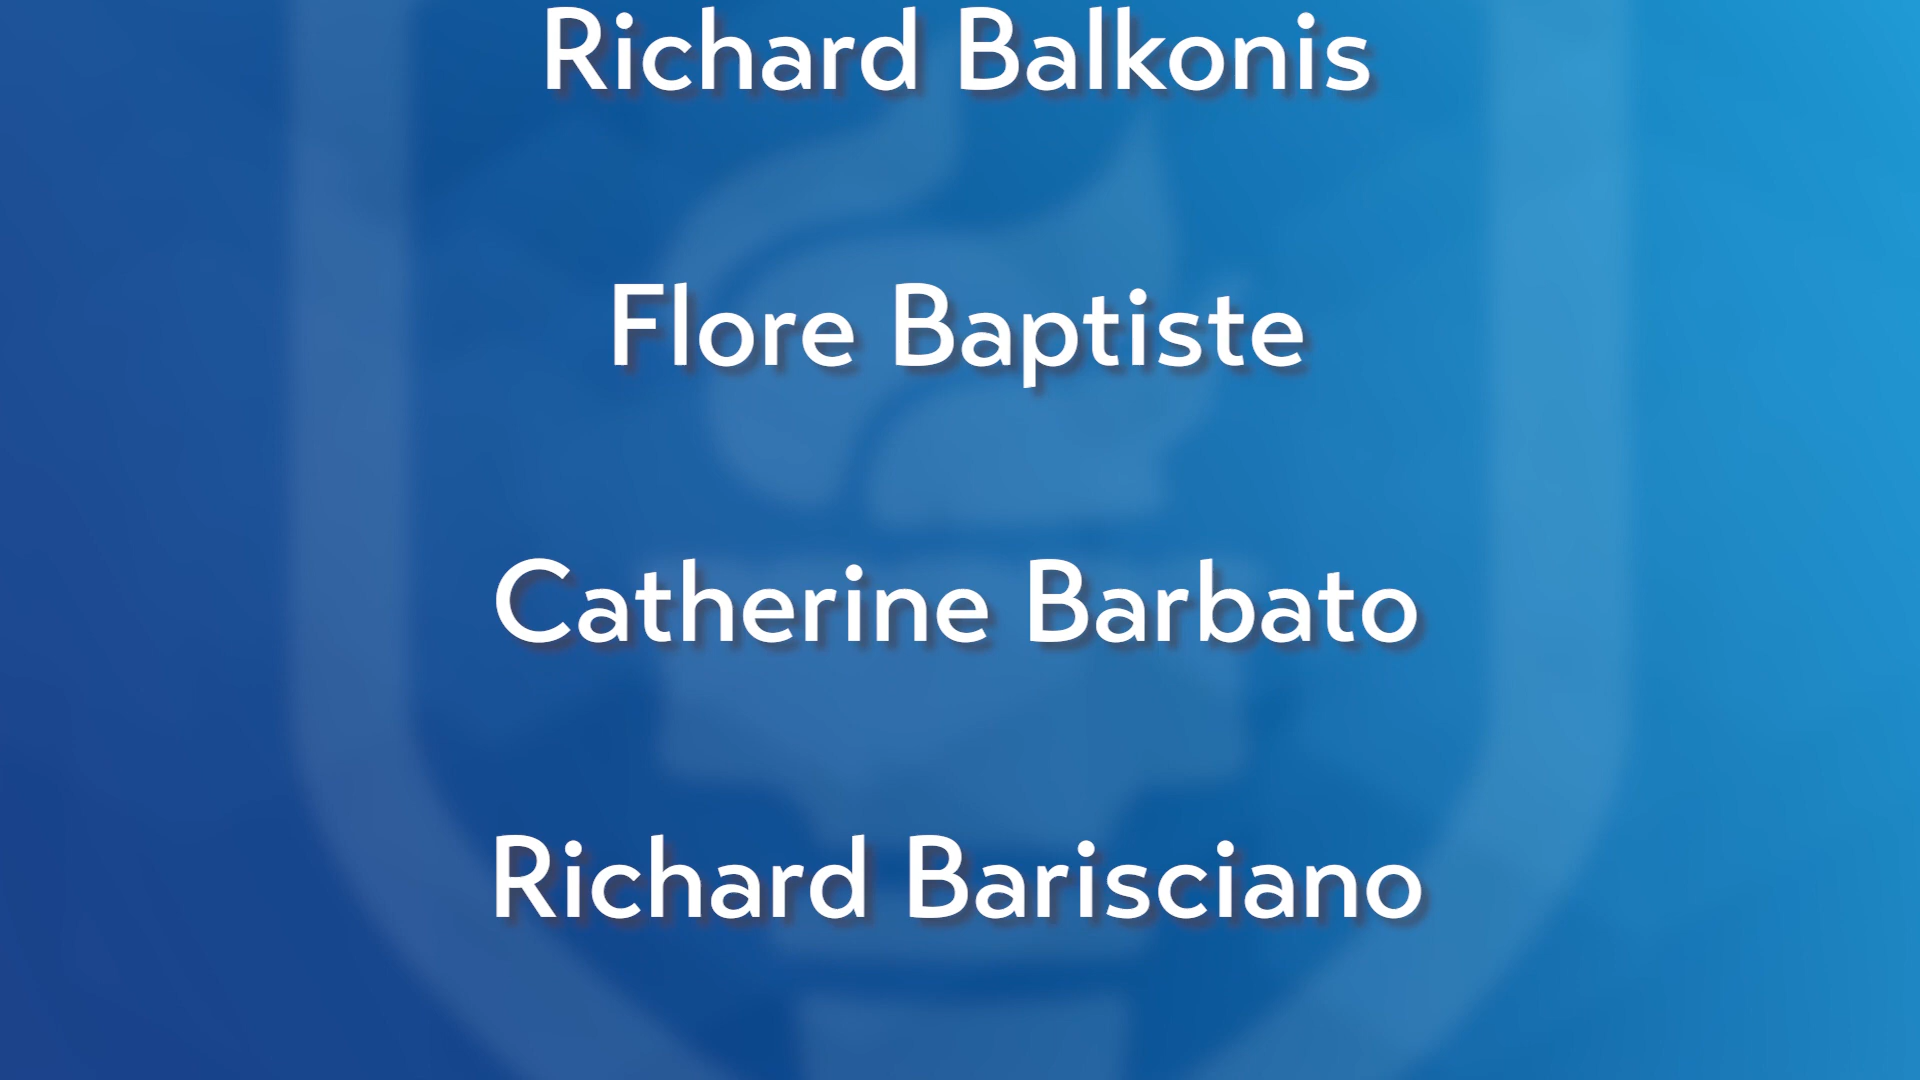 Richard Balkonis
Flore Baptiste
Catherine Barbato
Richard Barisciano